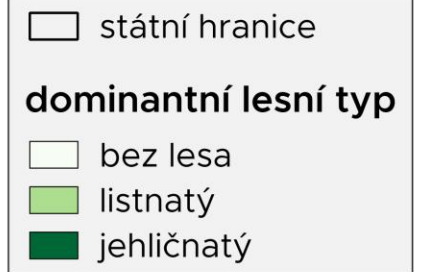 státní hranice
dominantní lesní typ
bez lesa
listnatý
jehličnatý